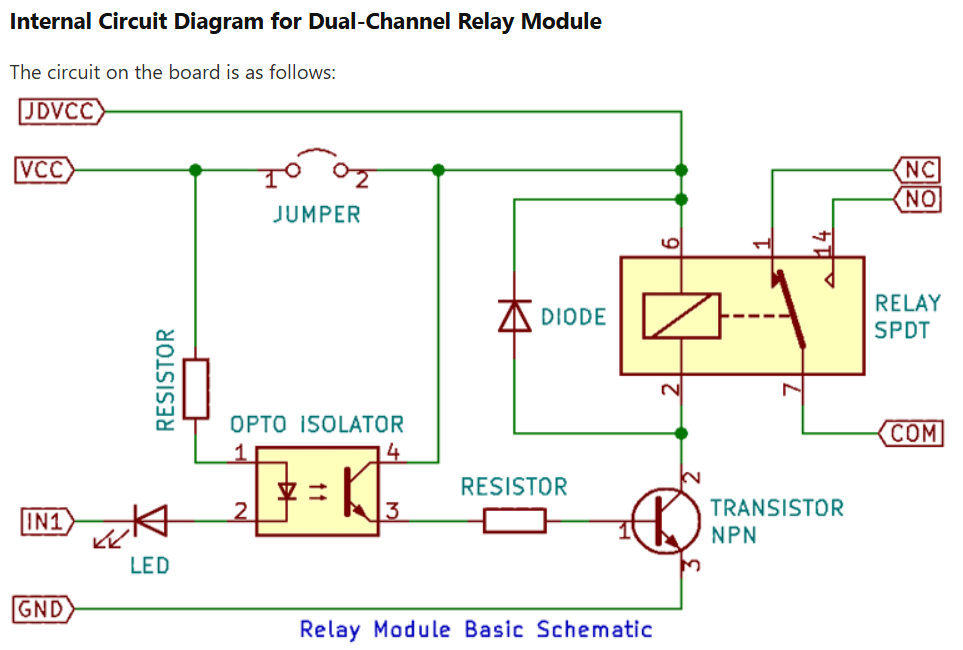 Internal Circuit Diagram for Dual-Channel Relay Module
The circuit on the board is as follows:
JDVCC
VCC
1
2
JUMPER
NC
NO
6
1
14
DIODE
RELAY
SPDT
RESISTOR
2
7
OPTO ISOLATOR
COM
1
4
RESISTOR
2
IN1
2
3
TRANSISTOR
NPN
1
LED
3
GND
Relay Module Basic Schematic